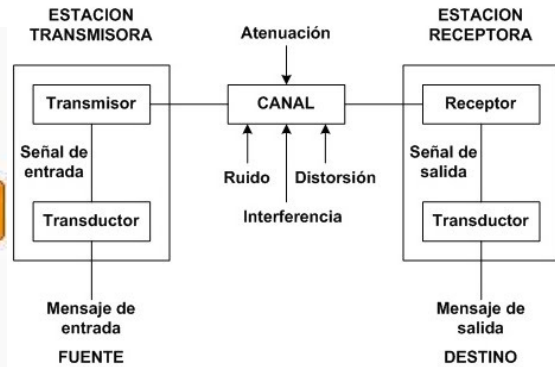 ESTACION
TRANSMISORA
Atenuación
ESTACION
RECEPTORA
Transmisor
CANAL
Receptor
Señal de
entrada
Ruido
Distorsión
Interferencia
Señal de
salida
Transductor
Transductor
Mensaje de
entrada
Mensaje de
salida
FUENTE
DESTINO